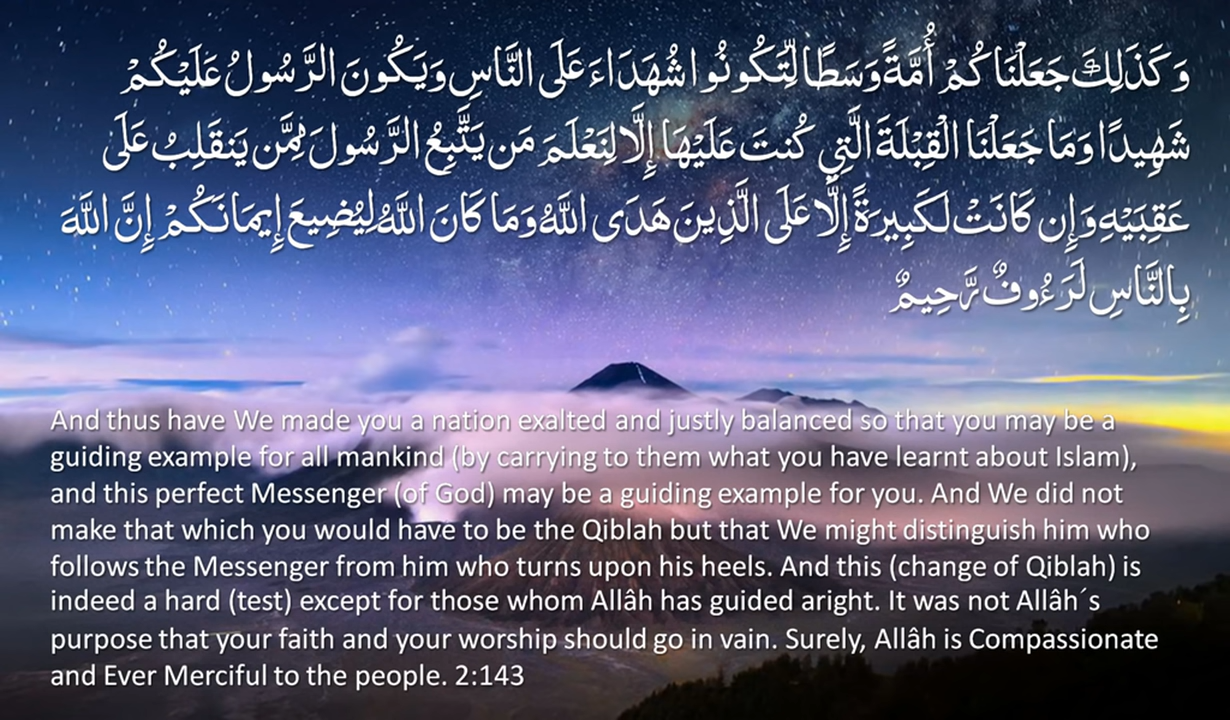 وَكَذَلِكَ جَعَلْنَاكُمْ أُمَّةً وَسَطًا لِّتَكُونُوا شُهَدَاءَ عَلَى النَّاسِ وَيَكُونَ الرَّسُولُ عَلَيْكُمْ
شَهِيدًا وَمَا جَعَلْنَا الْقِبْلَةَ الَّتِي كُنتَ عَلَيْهَا إِلَّا لِنَعْلَمَ مَن يَتَّبِعُ الرَّسُولَ مِمَّن يَنقَلِبُ عَلَى
عَقِبَيْهِ وَإِن كَانَتْ لَكَبِيرَةً إِلَّا عَلَى الَّذِينَ هَدَى اللَّهُ وَمَا كَانَ اللَّهُ لِيُضِيعَ إِيمَانَكُمْ إِنَّ اللَّهَ
بِالنَّاسِ لَرَءُوفٌ رَّحِيمٌ
And thus have We made you a nation exalted and justly balanced so that you may be a
guiding example for all mankind (by carrying to them what you have learnt about Islam),
and this perfect Messenger (of God) may be a guiding example for you. And We did not
make that which you would have to be the Qiblah but that We might distinguish him who
follows the Messenger from him who turns upon his heels. And this (change of Qiblah) is
indeed a hard (test) except for those whom Allâh has guided aright. It was not Allâh´s
purpose that your faith and your worship should go in vain. Surely, Allâh is Compassionate
and Ever Merciful to the people. 2:143